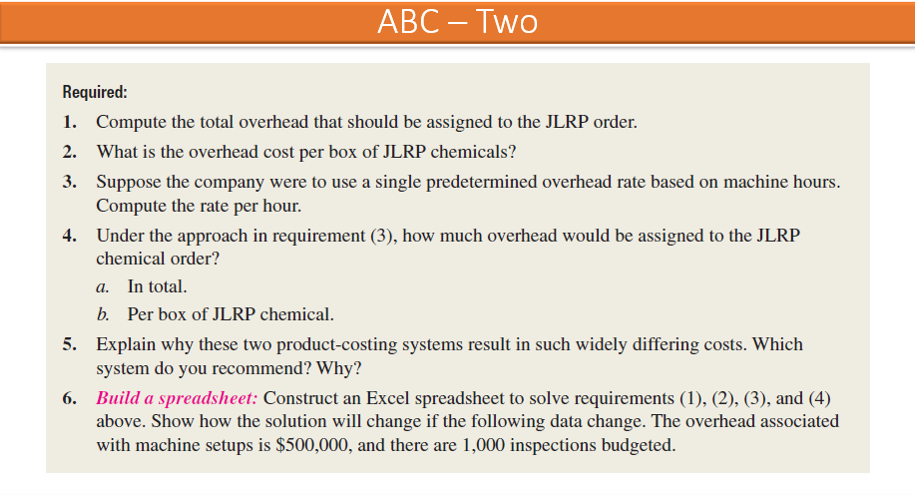 ABC – Two
Required:
1. Compute the total overhead that should be assigned to the JLRP order.
2. What is the overhead cost per box of JLRP chemicals?
3. Suppose the company were to use a single predetermined overhead rate based on machine hours.
Compute the rate per hour.
4. Under the approach in requirement (3), how much overhead would be assigned to the JLRP
chemical order?
a. In total.
b. Per box of JLRP chemical.
5. Explain why these two product-costing systems result in such widely differing costs. Which
system do you recommend? Why?
6. Build a spreadsheet: Construct an Excel spreadsheet to solve requirements (1), (2), (3), and (4)
above. Show how the solution will change if the following data change. The overhead associated
with machine setups is $500,000, and there are 1,000 inspections budgeted.